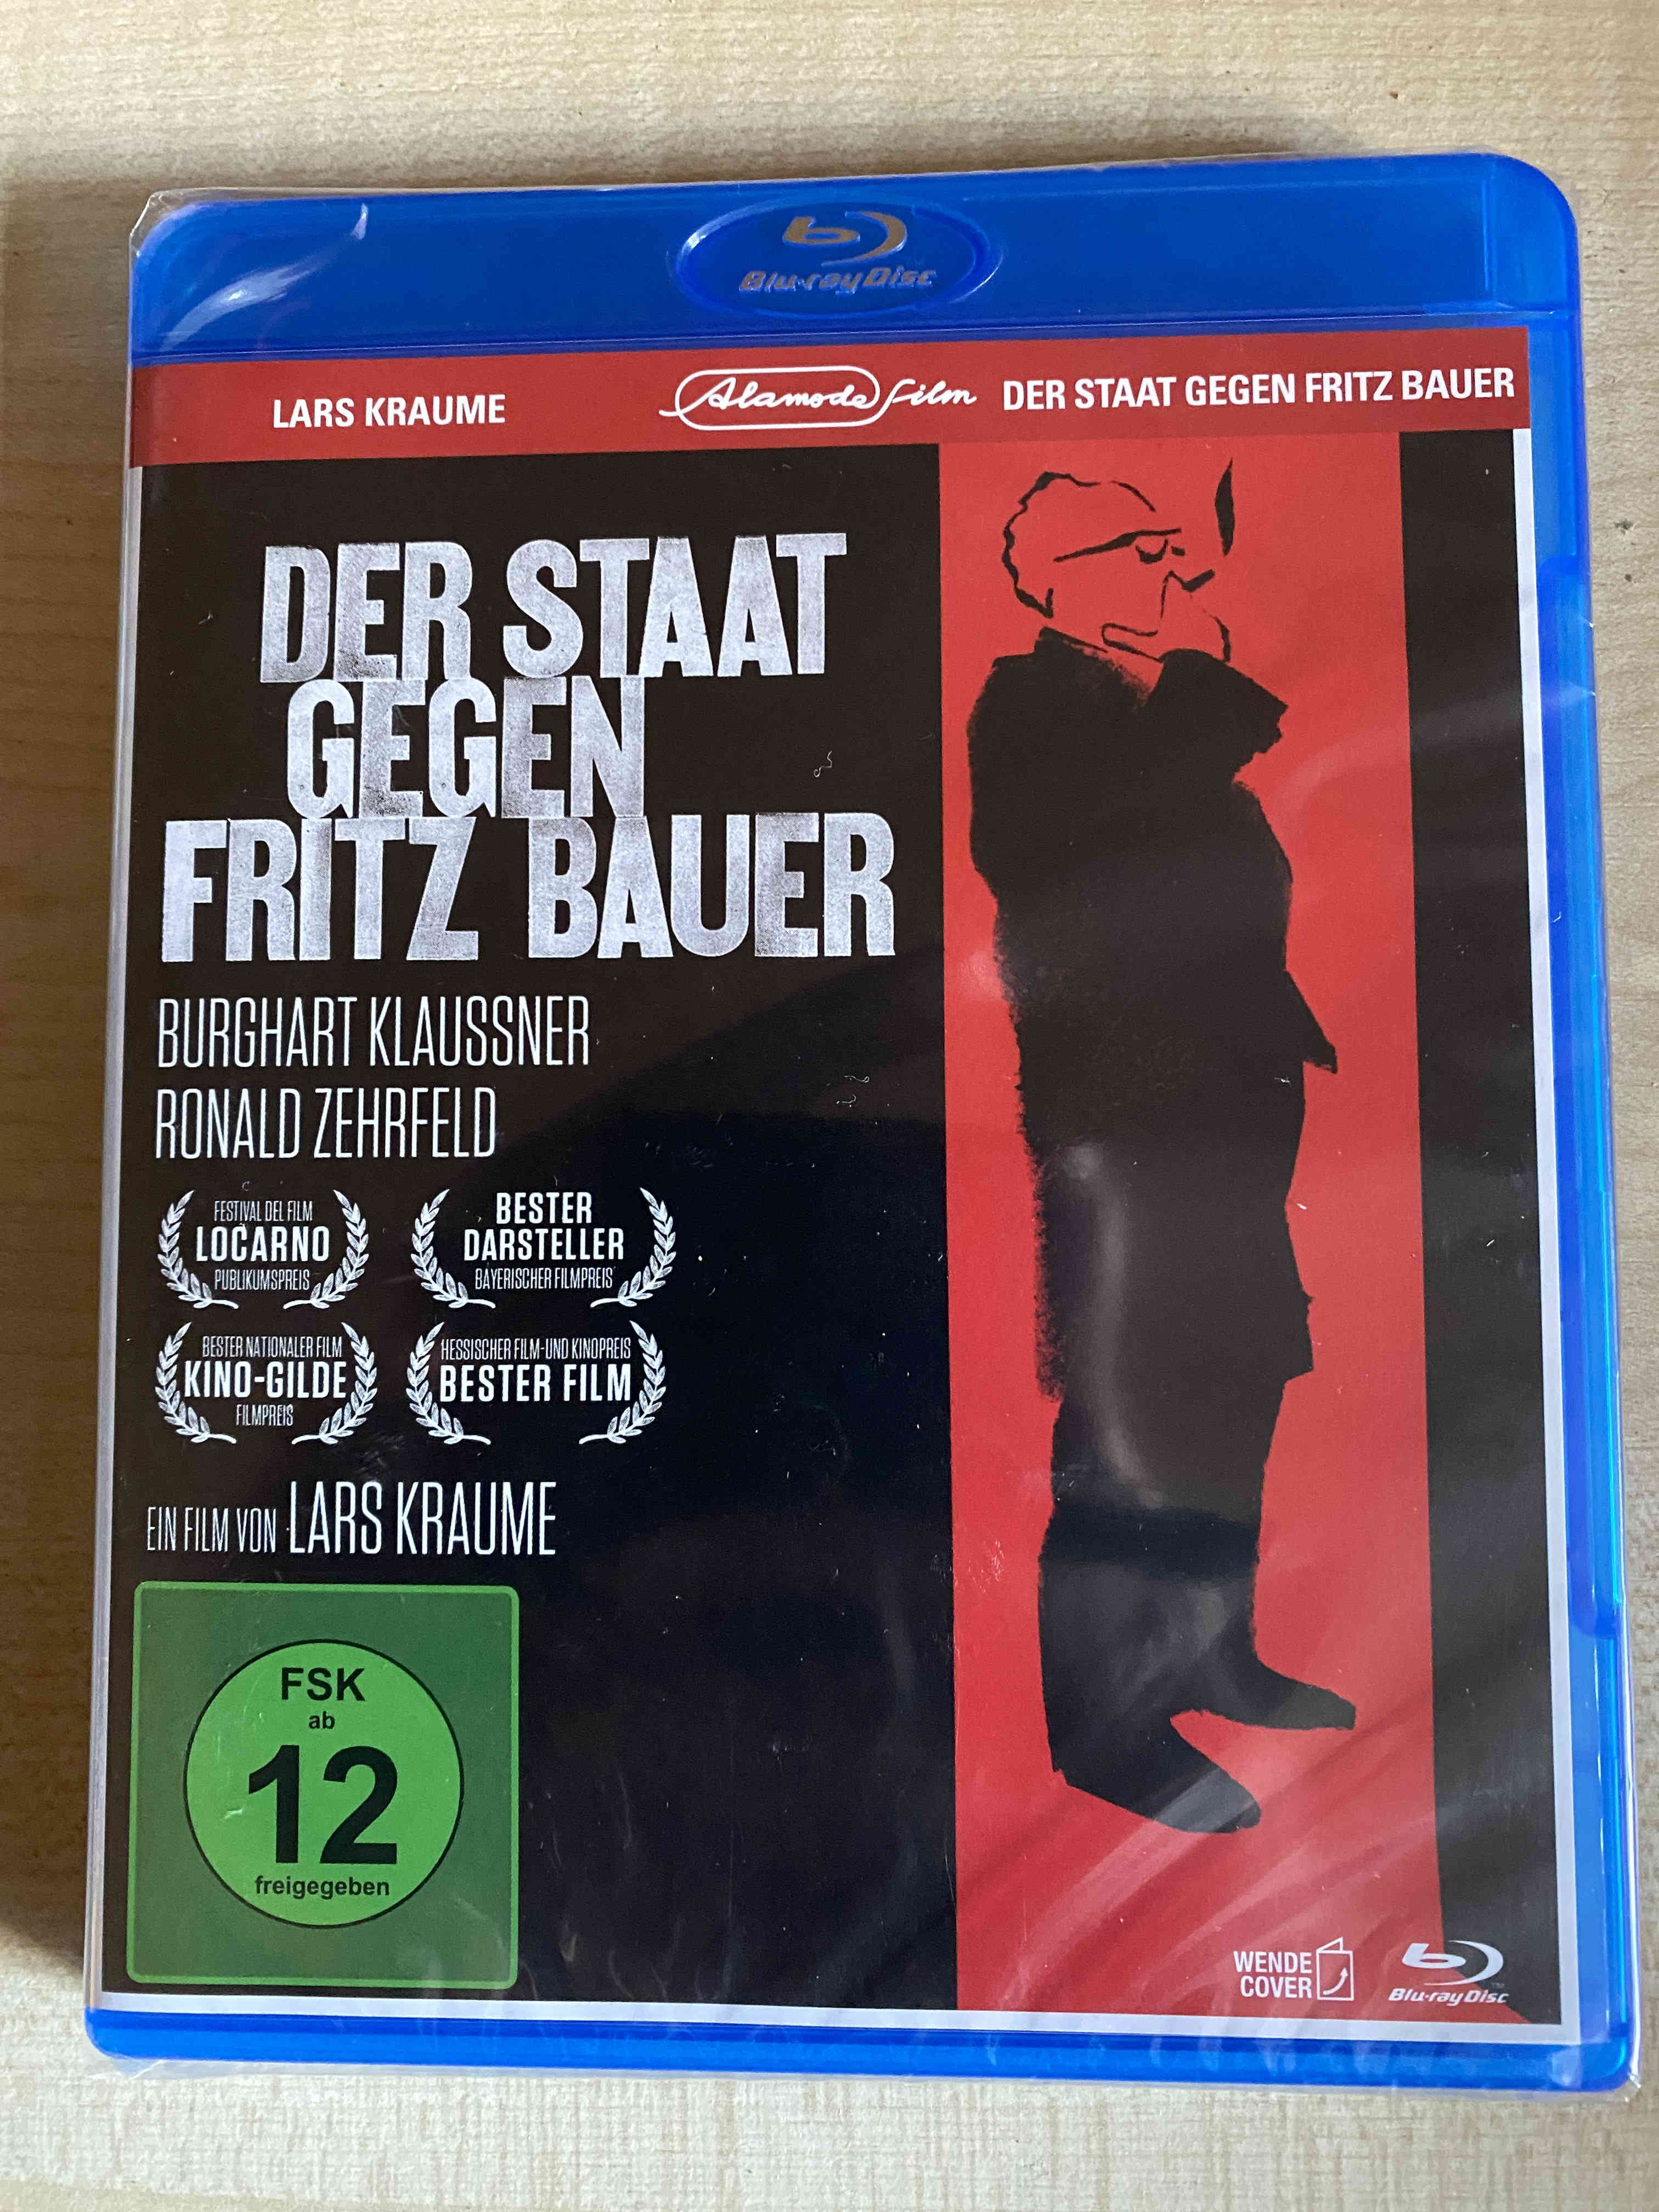 Blu-ray Disc
LARS KRAUME
Alamode Film
DER STAAT GEGEN FRITZ BAUER
DER STAAT
GEGEN
FRITZ BAUER
BURGHART KLAUSSNER
RONALD ZEHRFELD
FESTIVAL DEL FILM
LOCARNO
PUBLIKUMSPREIS
BESTER
DARSTELLER
BAYERISCHER FILMPREIS
BESTER NATIONALER FILM
KINO-GILDE
FILMPREIS
HESSISCHER FILM-UND KINOPREIS
BESTER FILM
EIN FILM VON LARS KRAUME
FSK
ab
12
freigegeben
WENDE
COVER
Blu-ray Disc